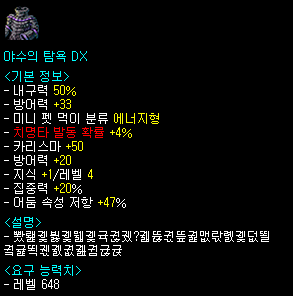 야수의 탐욕 DX
<기본 정보>
- 내구력 50%
- 방어력 +33
- 미니 펫 먹이 분류 에너지형
- 치명타 발동 확률 +4%
- 카리스마 +50
- 방어력 +20
- 지식 +1/레벨 4
- 집중력 +20%
- 어둠 속성 저항 +47%
<설명>
<요구 능력치>
- 레벨 648